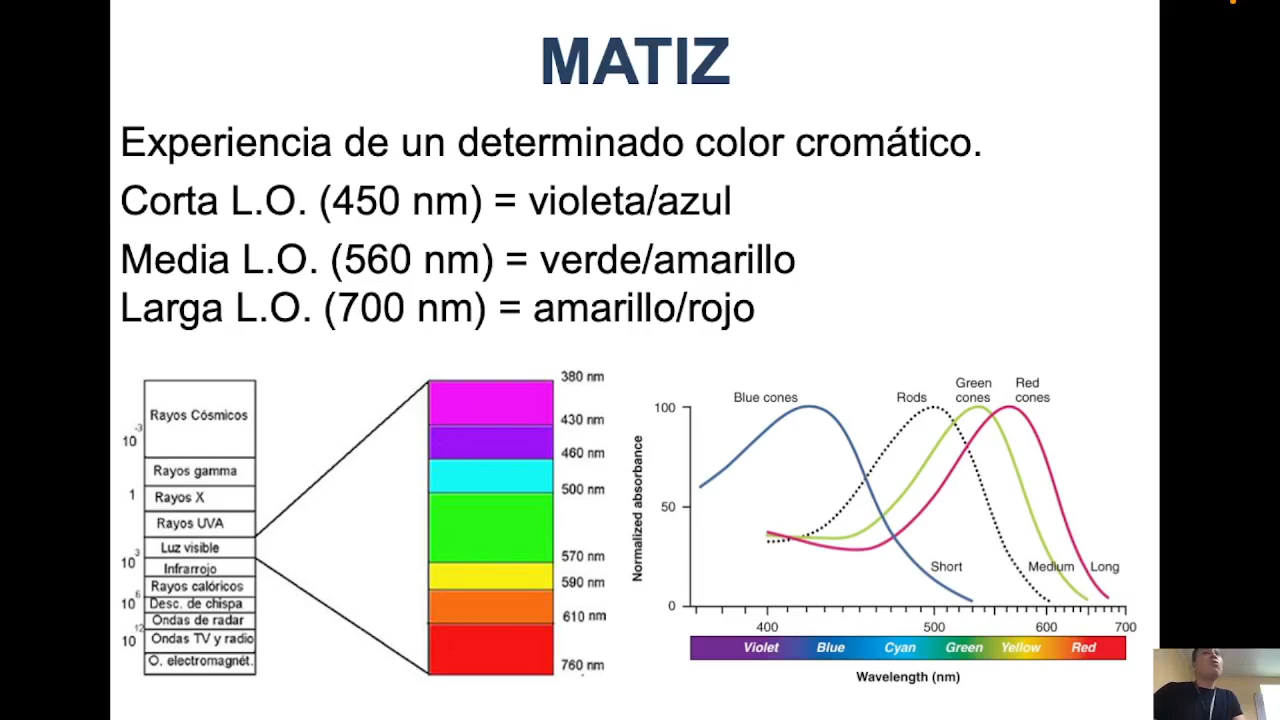 MATIZ
Experiencia de un determinado color cromático.
Corta L.O. (450 nm) = violeta/azul
Media L.O. (560 nm) = verde/amarillo
Larga L.O. (700 nm) = amarillo/rojo
Rayos Cósmicos
10 -3
Rayos gamma
1
Rayos X
Rayos UVA
Luz visible
10 3
Infrarrojo
Rayos calóricos
10 6
Desc. de chispa
Ondas de radar
10 12
Ondas TV y radio
O. electromagnét.
380 nm
430 nm
460 nm
500 nm
570 nm
590 nm
610 nm
760 nm
Normalized absorbance
100
50
0
Blue cones
Rods
Green
cones
Red
cones
Short
Medium
Long
400
500
600
700
Violet
Blue
Cyan
Green
Yellow
Red
Wavelength (nm)